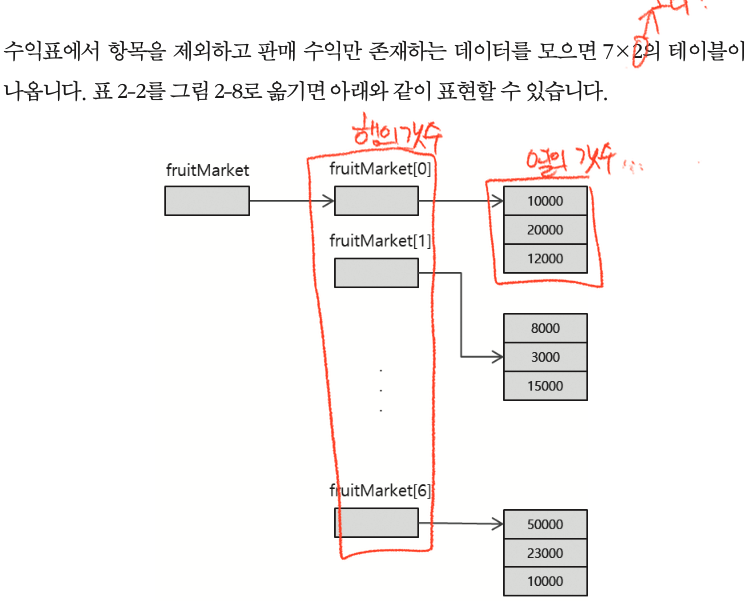 수익표에서 항목을 제외하고 판매 수익만 존재하는 데이터를 모으면 7×2의 테이블이
나옵니다. 표 2-2를 그림 2-8로 옮기면 아래와 같이 표현할 수 있습니다.
행의 갯수
열의 갯수
fruitMarket
fruitMarket[0]
10000
20000
12000
fruitMarket[1]
8000
3000
15000
.
.
.
fruitMarket[6]
50000
23000
10000